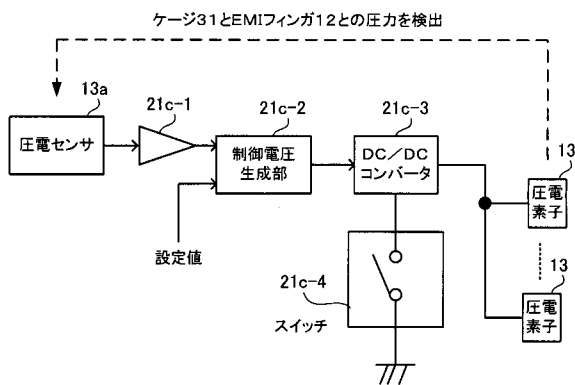 ケージ31とEMIフィンガ12との圧力を検出
13a
圧電センサ
21c-1
21c-2
制御電圧
生成部
設定値
21c-3
DC/DC
コンバータ
21c-4
スイッチ
13
圧電
素子
13
圧電
素子